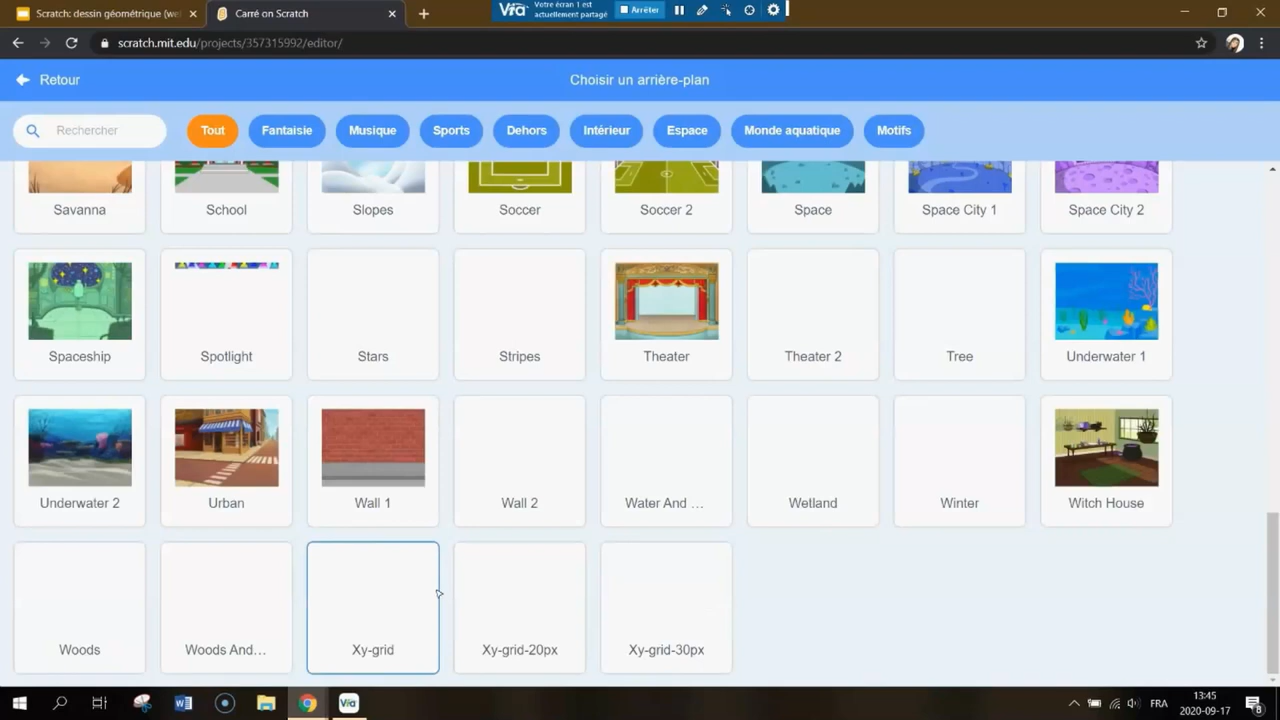 Scratch: dessin géométrique (we
Carré on Scratch
Via
Votre écran 1 est
actuellement partagé
Arrêter
scratch.mit.edu/projects/357315992/editor/
Retour
Choisir un arrière-plan
Rechercher
Tout
Fantaisie
Musique
Sports
Dehors
Intérieur
Espace
Monde aquatique
Motifs
Savanna
School
Slopes
Soccer
Soccer 2
Space
Space City 1
Space City 2
Spaceship
Spotlight
Stars
Stripes
Theater
Theater 2
Tree
Underwater 1
Underwater 2
Urban
Wall 1
Wall 2
Water And ...
Wetland
Winter
Witch House
Woods
Woods And...
Xy-grid
Xy-grid-20px
Xy-grid-30px
Via
FRA
13:45
2020-09-17
8